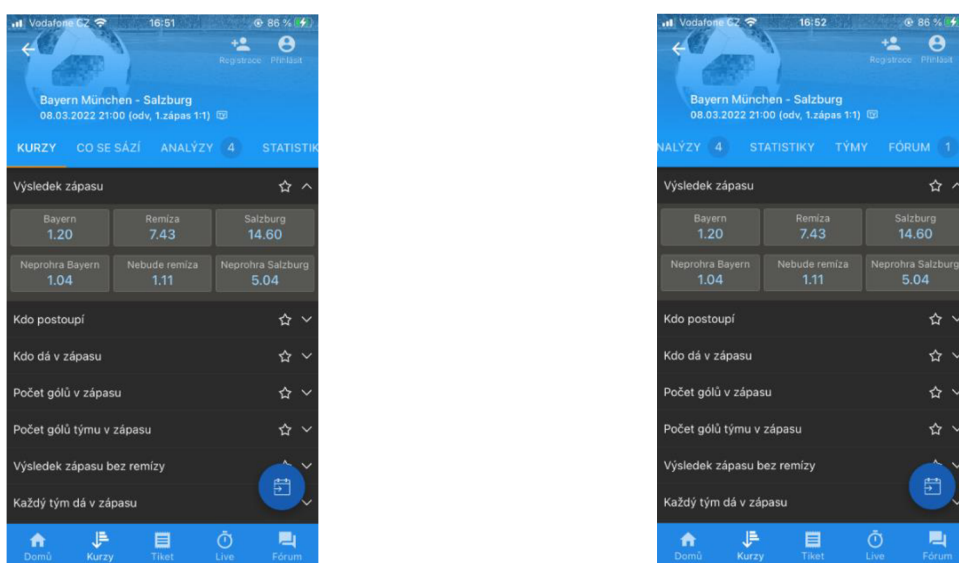 Vodafone CZ 16:51 86 %
Registrace Přihlásit
Bayern München - Salzburg
08.03.2022 21:00 (odv, 1.zápas 1:1)
KURZY CO SE SÁZÍ ANALÝZY 4 STATISTIK
Výsledek zápasu
Bayern Remíza Salzburg
1.20 7.43 14.60
Neprohra Bayern Nebude remíza Neprohra Salzburg
1.04 1.11 5.04
Kdo postoupí
Kdo dá v zápasu
Počet gólů v zápasu
Počet gólů týmu v zápasu
Výsledek zápasu bez remízy
Každý tým dá v zápasu
Domů Kurzy Tiket Live Fórum
Vodafone CZ 16:52 86 %
Registrace Přihlásit
Bayern München - Salzburg
08.03.2022 21:00 (odv, 1.zápas 1:1)
NALÝZY 4 STATISTIKY TÝMY FÓRUM 1
Výsledek zápasu
Bayern Remíza Salzburg
1.20 7.43 14.60
Neprohra Bayern Nebude remíza Neprohra Salzburg
1.04 1.11 5.04
Kdo postoupí
Kdo dá v zápasu
Počet gólů v zápasu
Počet gólů týmu v zápasu
Výsledek zápasu bez remízy
Každý tým dá v zápasu
Domů Kurzy Tiket Live Fórum